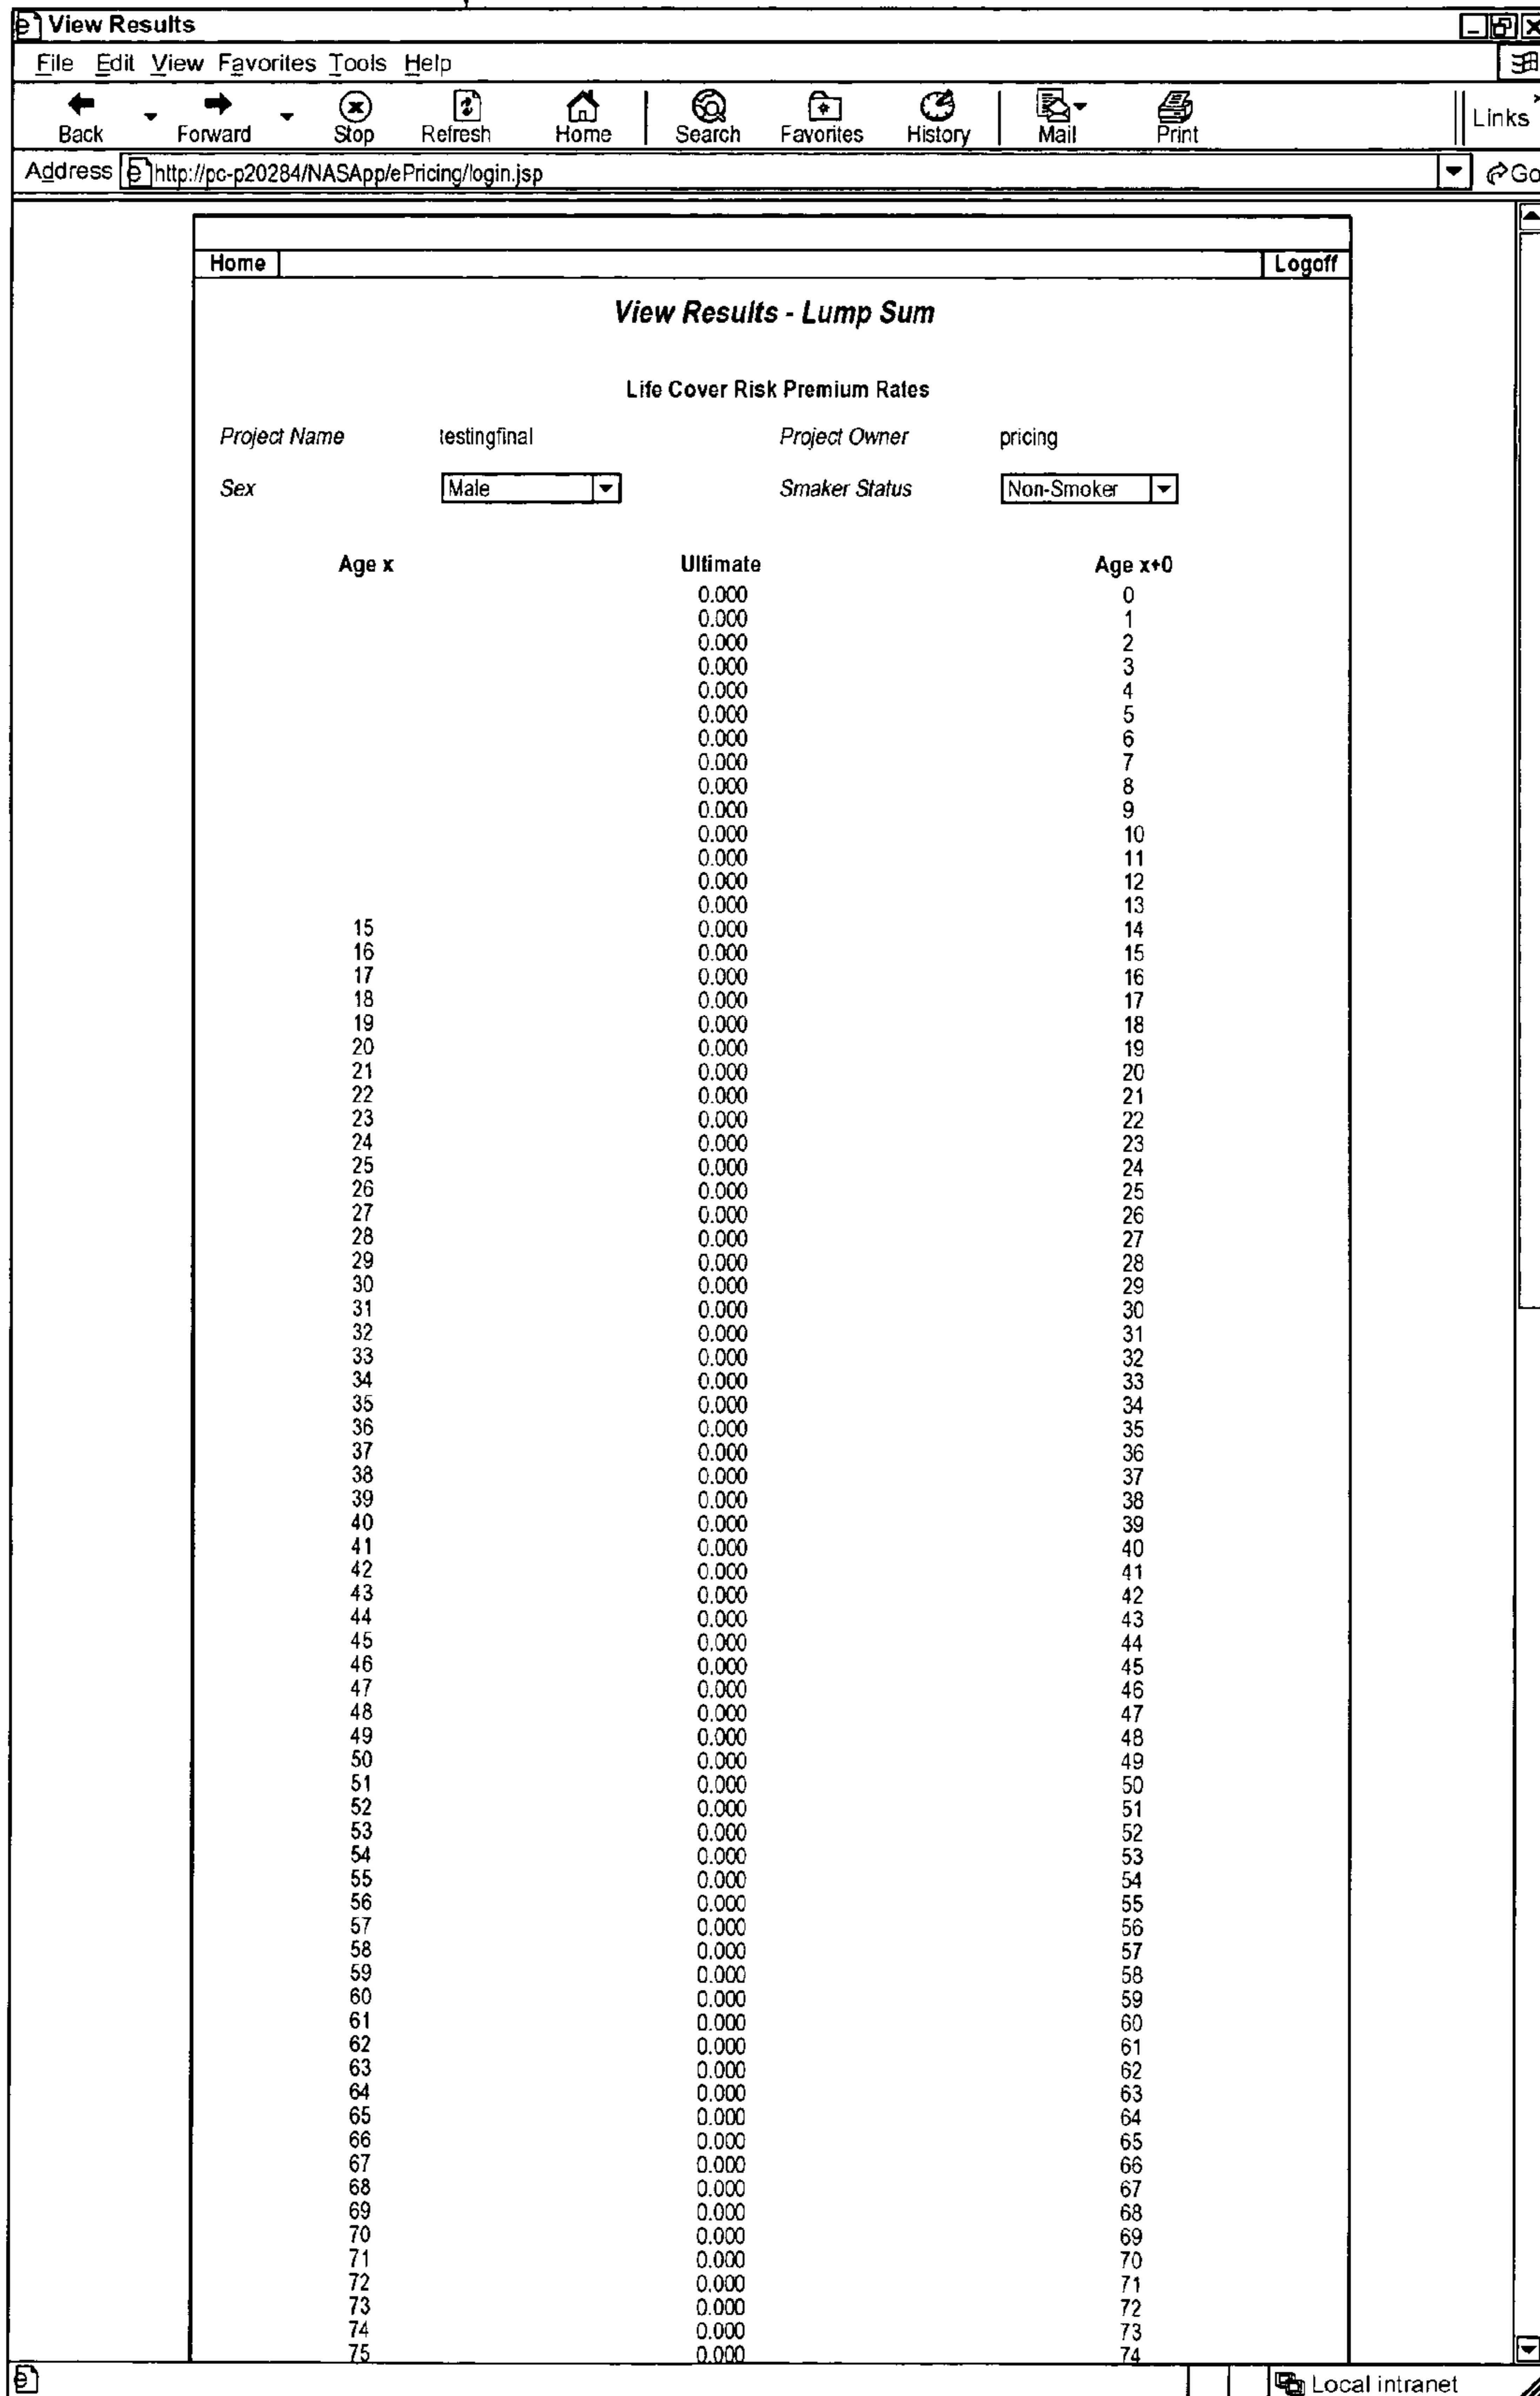 View Results
File Edit View Favorites Tools Help
Back Forward Stop Refresh Home Search Favorites History Mail Print Links
Address http://pc-p20284/NASApp/ePricing/login.jsp Go
Home Logoff
View Results - Lump Sum
Life Cover Risk Premium Rates
Project Name testingfinal Project Owner pricing
Sex Male Smaker Status Non-Smoker
Age x Ultimate Age x+0
0.000 0
0.000 1
0.000 2
0.000 3
0.000 4
0.000 5
0.000 6
0.000 7
0.000 8
0.000 9
0.000 10
0.000 11
0.000 12
0.000 13
15 0.000 14
16 0.000 15
17 0.000 16
18 0.000 17
19 0.000 18
20 0.000 19
21 0.000 20
22 0.000 21
23 0.000 22
24 0.000 23
25 0.000 24
26 0.000 25
27 0.000 26
28 0.000 27
29 0.000 28
30 0.000 29
31 0.000 30
32 0.000 31
33 0.000 32
34 0.000 33
35 0.000 34
36 0.000 35
37 0.000 36
38 0.000 37
39 0.000 38
40 0.000 39
41 0.000 40
42 0.000 41
43 0.000 42
44 0.000 43
45 0.000 44
46 0.000 45
47 0.000 46
48 0.000 47
49 0.000 48
50 0.000 49
51 0.000 50
52 0.000 51
53 0.000 52
54 0.000 53
55 0.000 54
56 0.000 55
57 0.000 56
58 0.000 57
59 0.000 58
60 0.000 59
61 0.000 60
62 0.000 61
63 0.000 62
64 0.000 63
65 0.000 64
66 0.000 65
67 0.000 66
68 0.000 67
69 0.000 68
70 0.000 69
71 0.000 70
72 0.000 71
73 0.000 72
74 0.000 73
75 0.000 74
Local intranet